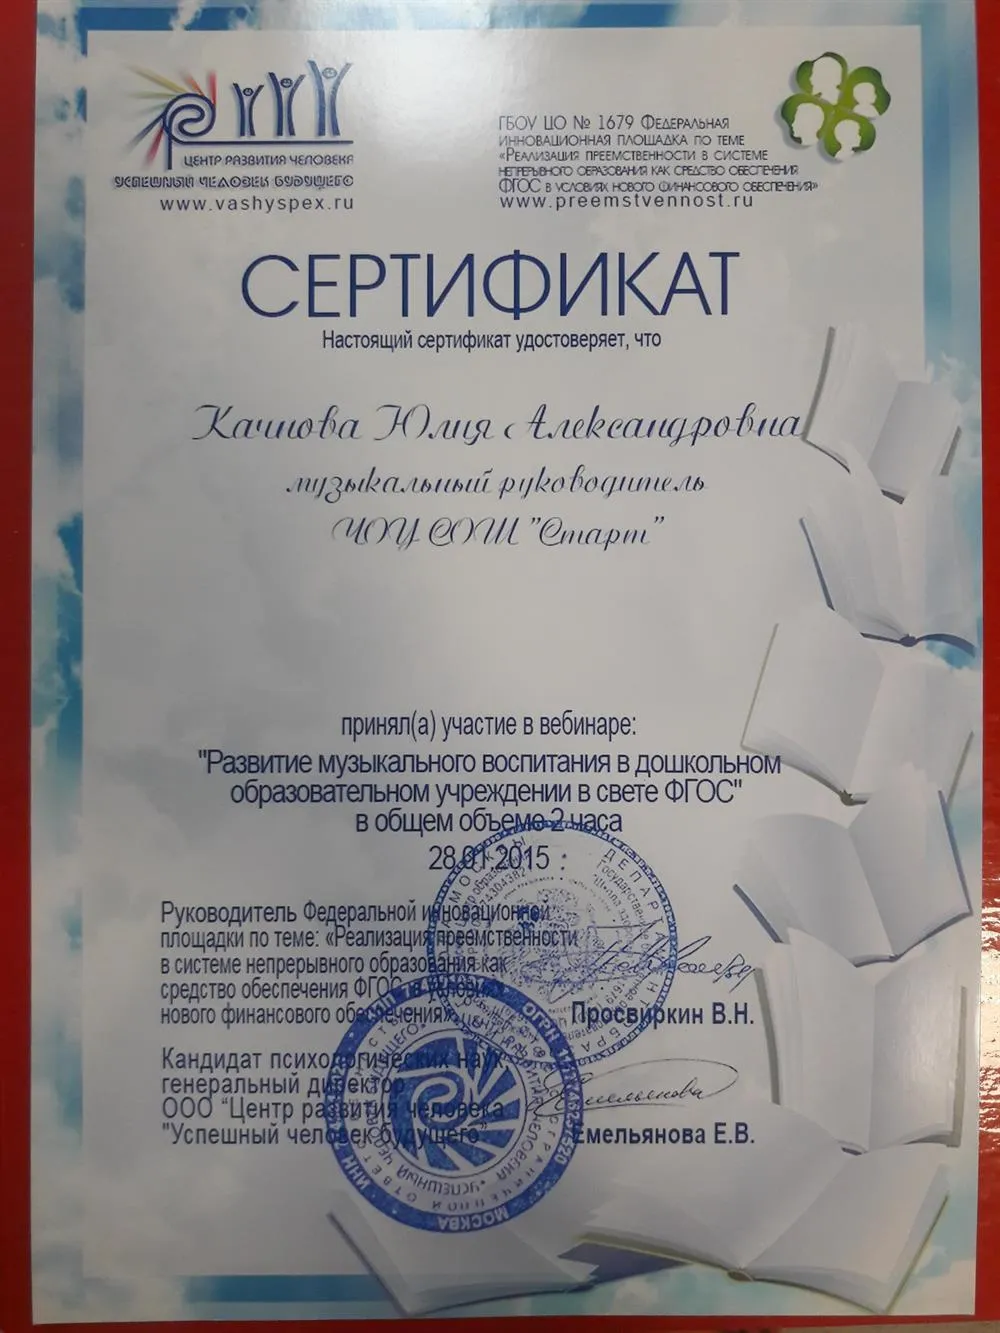 ЦЕНТР РАЗВИТИЯ ЧЕЛОВЕКА
УСПЕШНЫЙ ЧЕЛОВЕК БУДУЩЕГО
www.vashyspex.ru
ГБОУ ЦО № 1679 ФЕДЕРАЛЬНАЯ
ИННОВАЦИОННАЯ ПЛОЩАДКА ПО ТЕМЕ
«РЕАЛИЗАЦИЯ ПРЕЕМСТВЕННОСТИ В СИСТЕМЕ
НЕПРЕРЫВНОГО ОБРАЗОВАНИЯ КАК СРЕДСТВО ОБЕСПЕЧЕНИЯ
ФГОС В УСЛОВИЯХ НОВОГО ФИНАНСОВОГО ОБЕСПЕЧЕНИЯ»
www.preemstvennost.ru
СЕРТИФИКАТ
Настоящий сертификат удостоверяет, что
Качнова Юлия Александровна
музыкальный руководитель
ЧОУ СОШ "Старт"
принял(а) участие в вебинаре:
"Развитие музыкального воспитания в дошкольном
образовательном учреждении в свете ФГОС"
в общем объеме 2 часа
28.01.2015
Руководитель Федеральной инновационной
площадки по теме: «Реализация преемственности
в системе непрерывного образования как
средство обеспечения ФГОС в условиях
нового финансового обеспечения»
Просвиркин В.Н.
Кандидат психологических наук,
генеральный директор
ООО "Центр развития человека
"Успешный человек будущего"
Емельянова Е.В.
МОСКВА